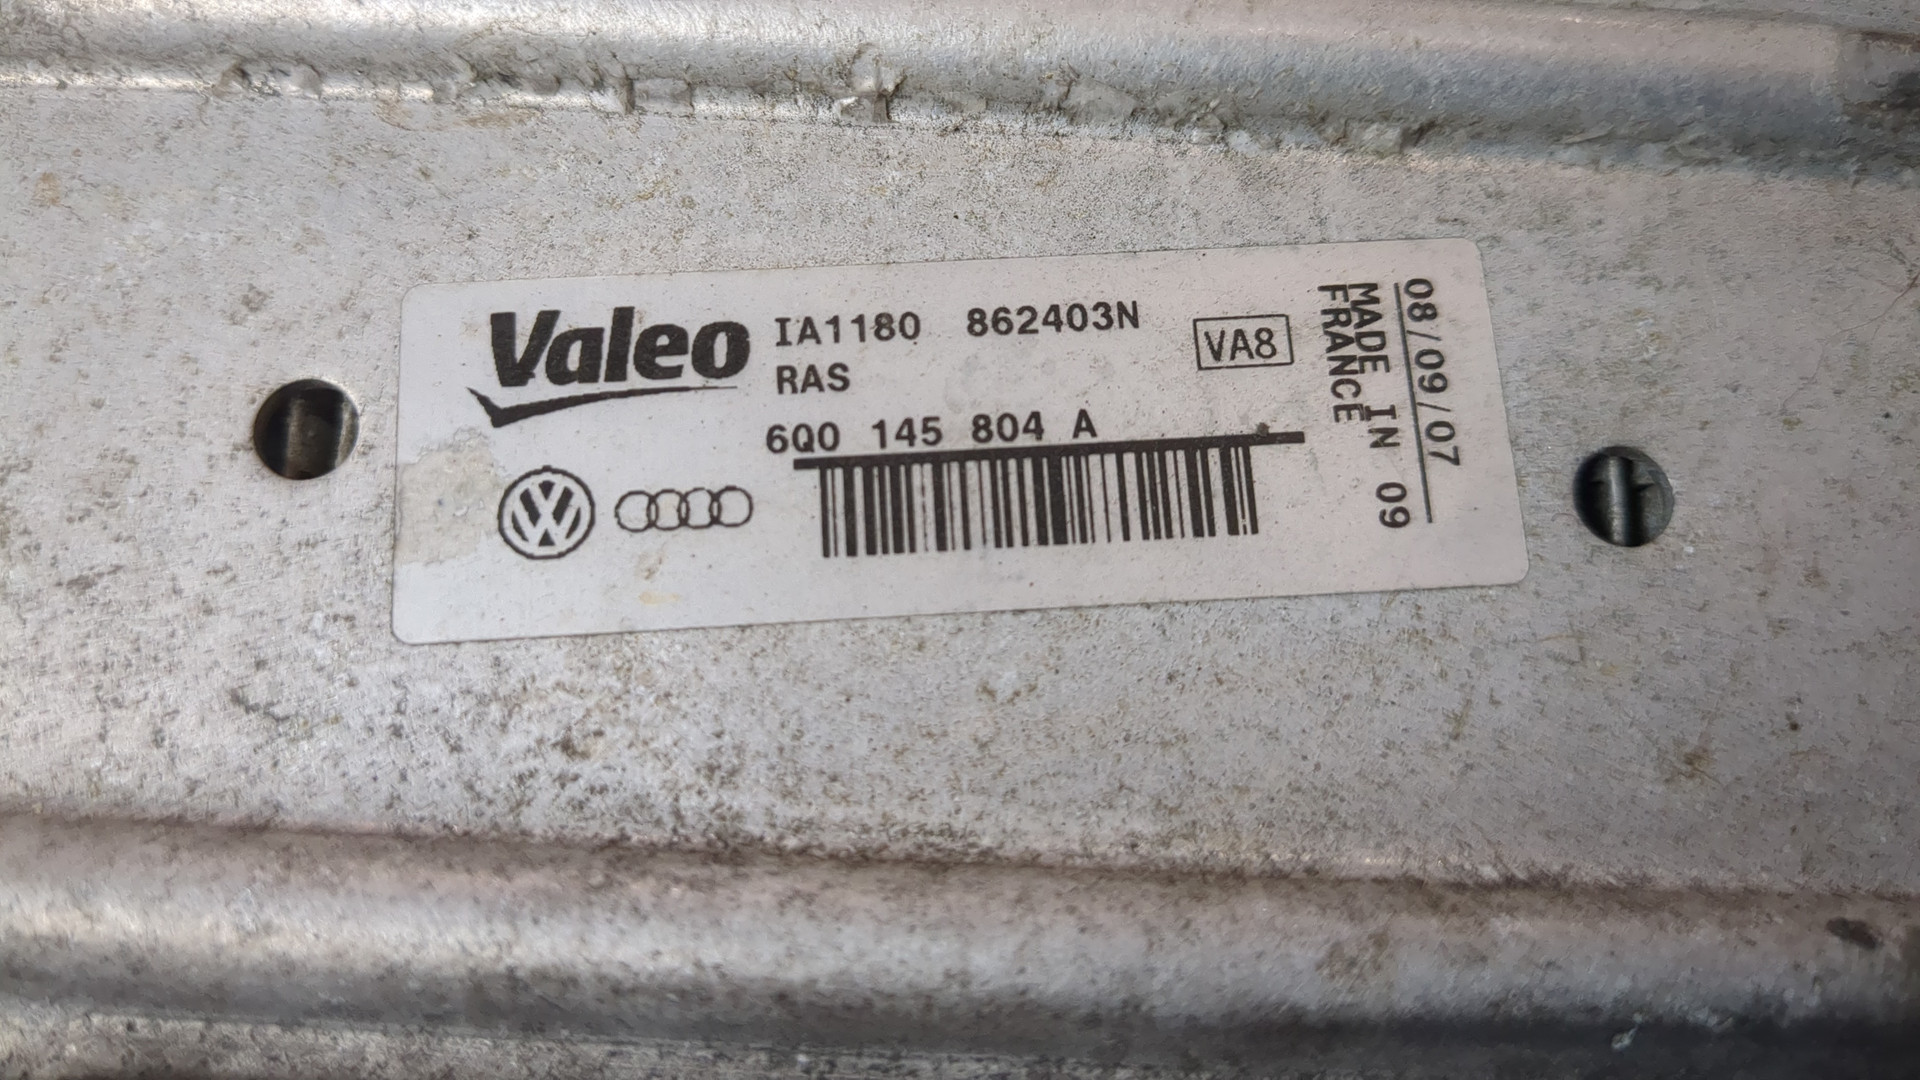 Valeo
IA1180 862403N
RAS
VA8
6Q0 145 804 A
08/09/07
MADE IN 09
FRANCE